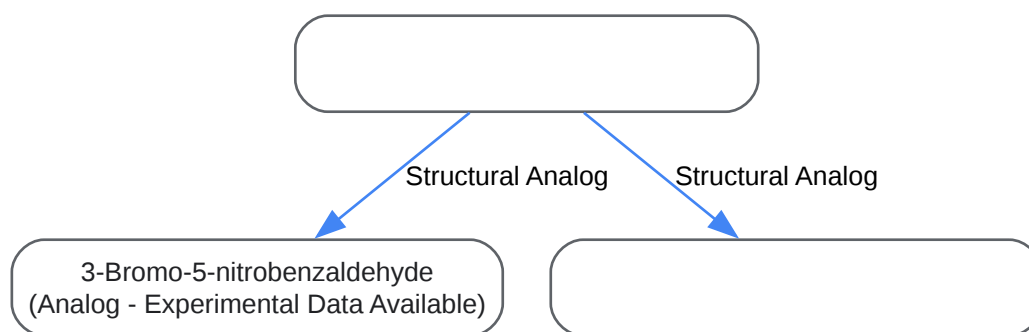 Structural Analog
Structural Analog
3-Bromo-5-nitrobenzaldehyde
(Analog - Experimental Data Available)